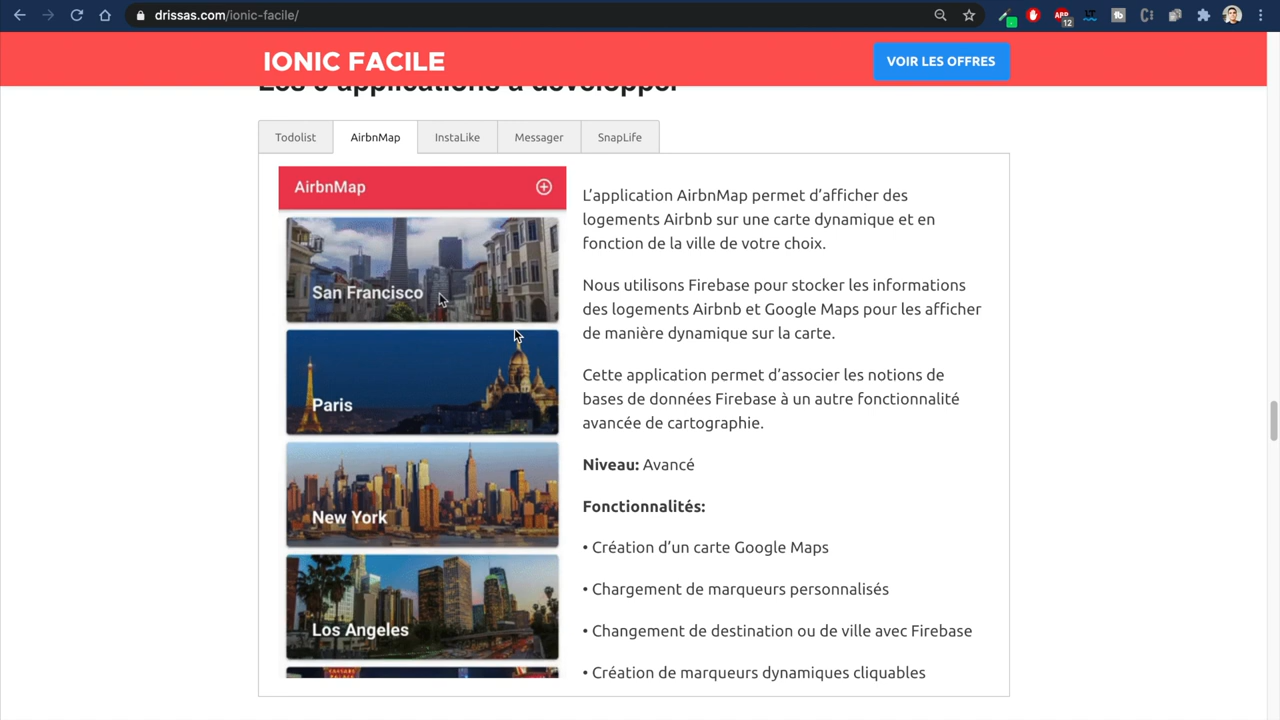 drissas.com/ionic-facile/
12
IONIC FACILE
VOIR LES OFFRES
applications à développer
Todolist
AirbnMap
InstaLike
Messager
SnapLife
AirbnMap
San Francisco
Paris
New York
Los Angeles
L'application AirbnMap permet d'afficher des
logements Airbnb sur une carte dynamique et en
fonction de la ville de votre choix.
Nous utilisons Firebase pour stocker les informations
des logements Airbnb et Google Maps pour les afficher
de manière dynamique sur la carte.
Cette application permet d'associer les notions de
bases de données Firebase à un autre fonctionnalité
avancée de cartographie.
Niveau: Avancé
Fonctionnalités:
• Création d'un carte Google Maps
• Chargement de marqueurs personnalisés
• Changement de destination ou de ville avec Firebase
• Création de marqueurs dynamiques cliquables